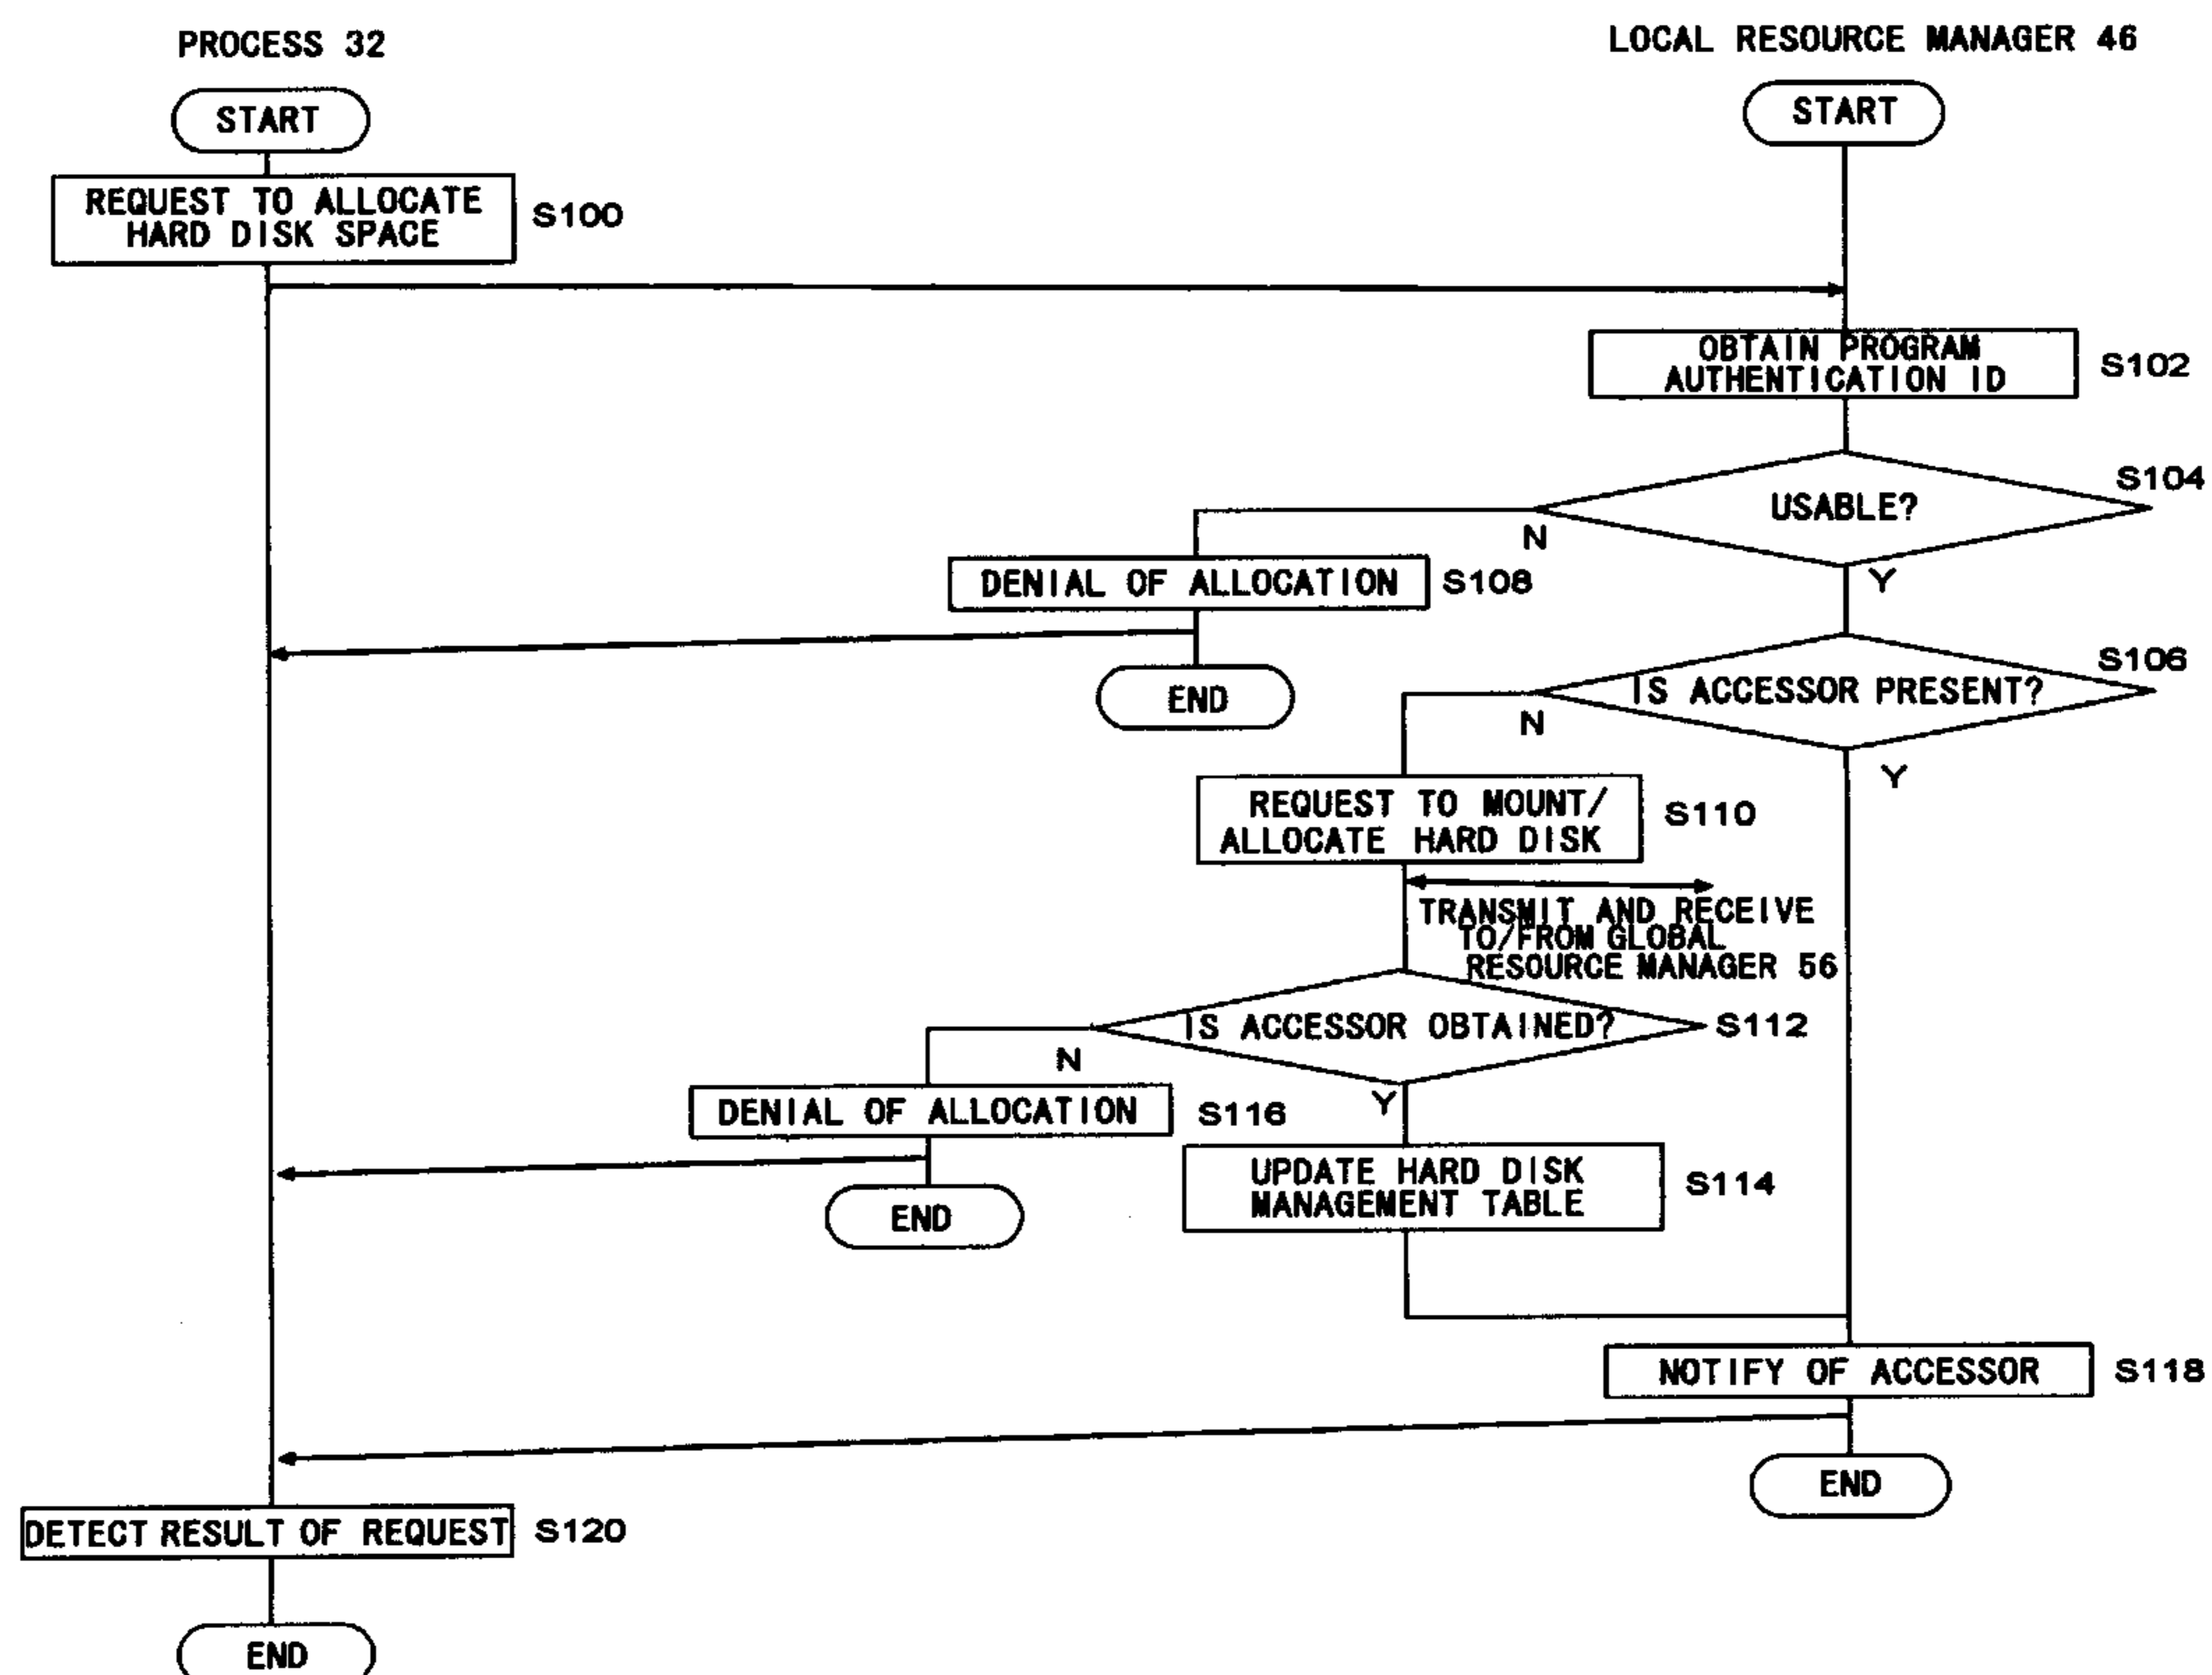 PROCESS 32
LOCAL RESOURCE MANAGER 46
START
START
REQUEST TO ALLOCATE
HARD DISK SPACE
S100
OBTAIN PROGRAM
AUTHENTICATION ID
S102
S104
USABLE?
N
Y
DENIAL OF ALLOCATION
S108
END
S106
IS ACCESSOR PRESENT?
N
Y
REQUEST TO MOUNT/
ALLOCATE HARD DISK
S110
TRANSMIT AND RECEIVE
TO/FROM GLOBAL
RESOURCE MANAGER 56
IS ACCESSOR OBTAINED?
S112
N
Y
DENIAL OF ALLOCATION
S116
END
UPDATE HARD DISK
MANAGEMENT TABLE
S114
NOTIFY OF ACCESSOR
S118
END
DETECT RESULT OF REQUEST
S120
END